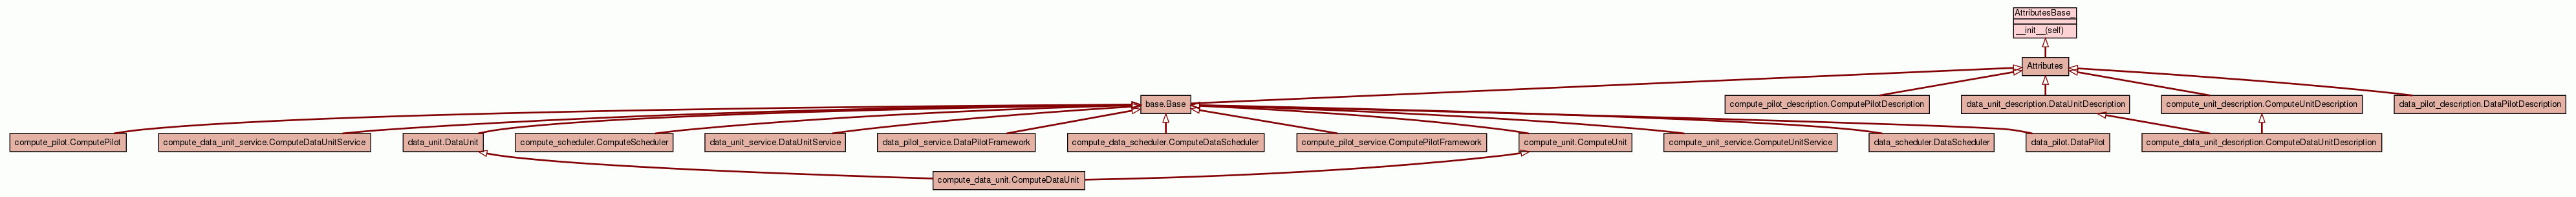 AttributesBase_
__init__(self)
Attributes
base.Base
compute_pilot_description.ComputePilotDescription
data_unit_description.DataUnitDescription
compute_unit_description.ComputeUnitDescription
data_pilot_description.DataPilotDescription
compute_pilot.ComputePilot
compute_data_unit_service.ComputeDataUnitService
data_unit.DataUnit
compute_scheduler.ComputeScheduler
data_unit_service.DataUnitService
data_pilot_service.DataPilotFramework
compute_data_scheduler.ComputeDataScheduler
compute_pilot_service.ComputePilotFramework
compute_unit.ComputeUnit
compute_unit_service.ComputeUnitService
data_scheduler.DataScheduler
data_pilot.DataPilot
compute_data_unit_description.ComputeDataUnitDescription
compute_data_unit.ComputeDataUnit